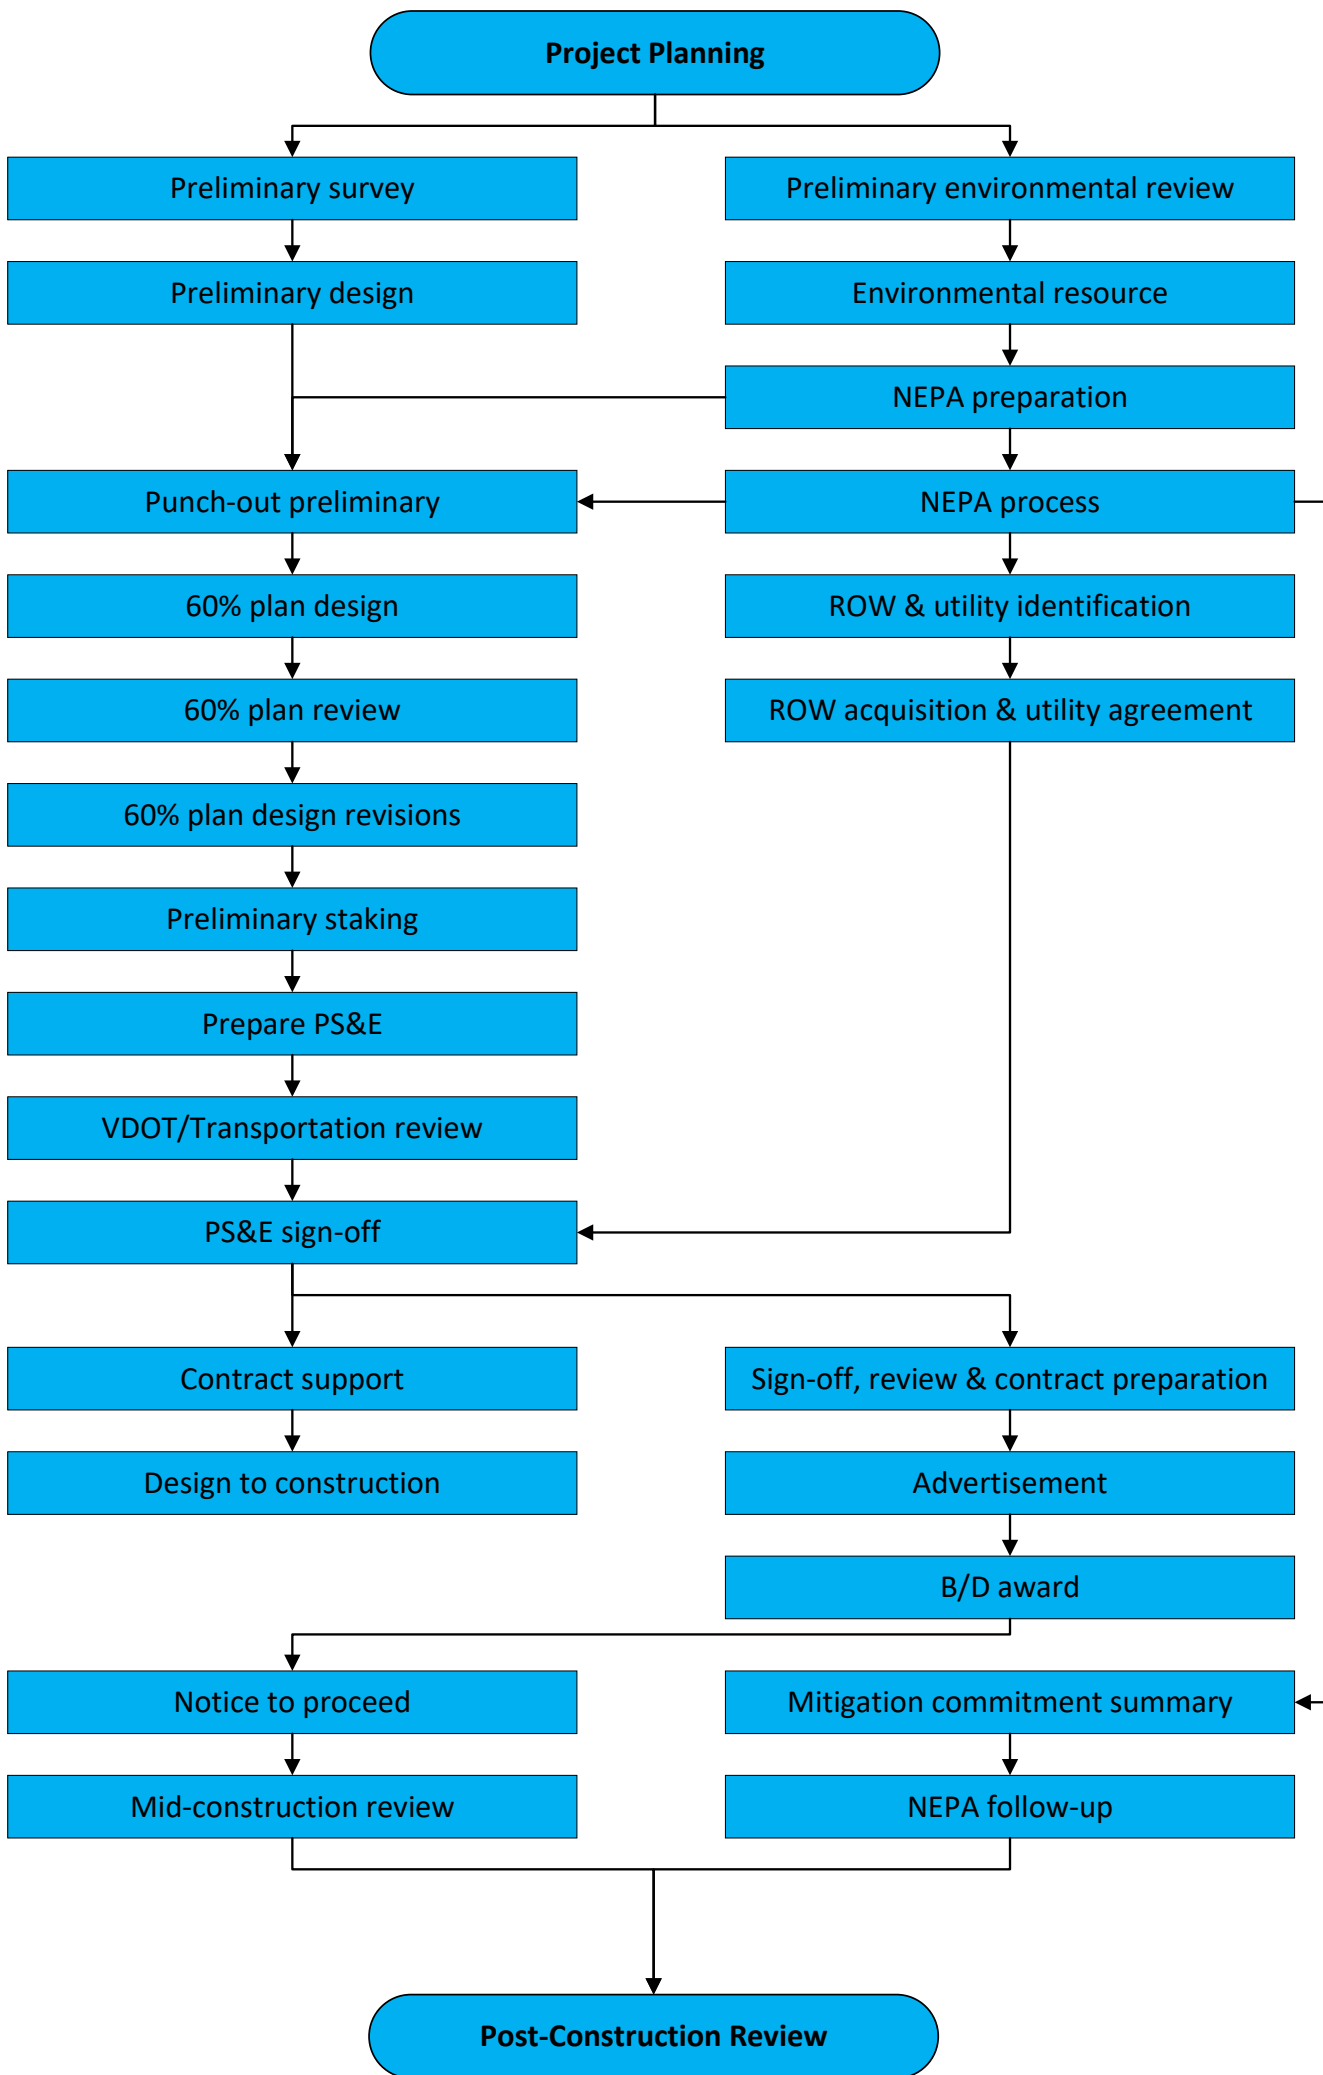 Project Planning
Preliminary survey
Preliminary environmental review
Preliminary design
Environmental resource
NEPA preparation
Punch-out preliminary
NEPA process
60% plan design
ROW & utility identification
60% plan review
ROW acquisition & utility agreement
60% plan design revisions
Preliminary staking
Prepare PS&E
VDOT/Transportation review
PS&E sign-off
Contract support
Sign-off, review & contract preparation
Design to construction
Advertisement
B/D award
Notice to proceed
Mitigation commitment summary
Mid-construction review
NEPA follow-up
Post-Construction Review